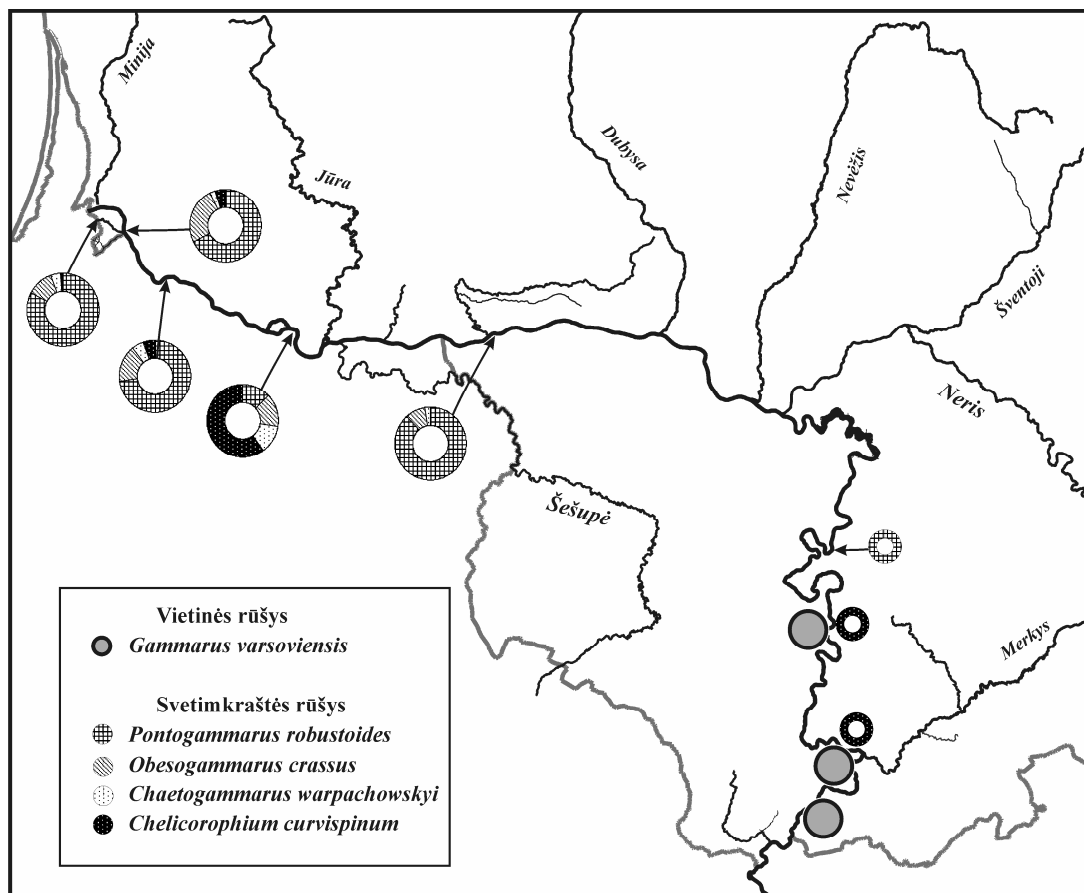 Minija
Jūra
Dubysa
Nevėžis
Šventoji
Neris
Šešupė
Merkys
Vietinės rūšys
Gammarus varsoviensis
Svetimkraštės rūšys
Pontogammarus robustoides
Obesogammarus crassus
Chaetogammarus warpachowskyi
Chelicorophium curvispinum